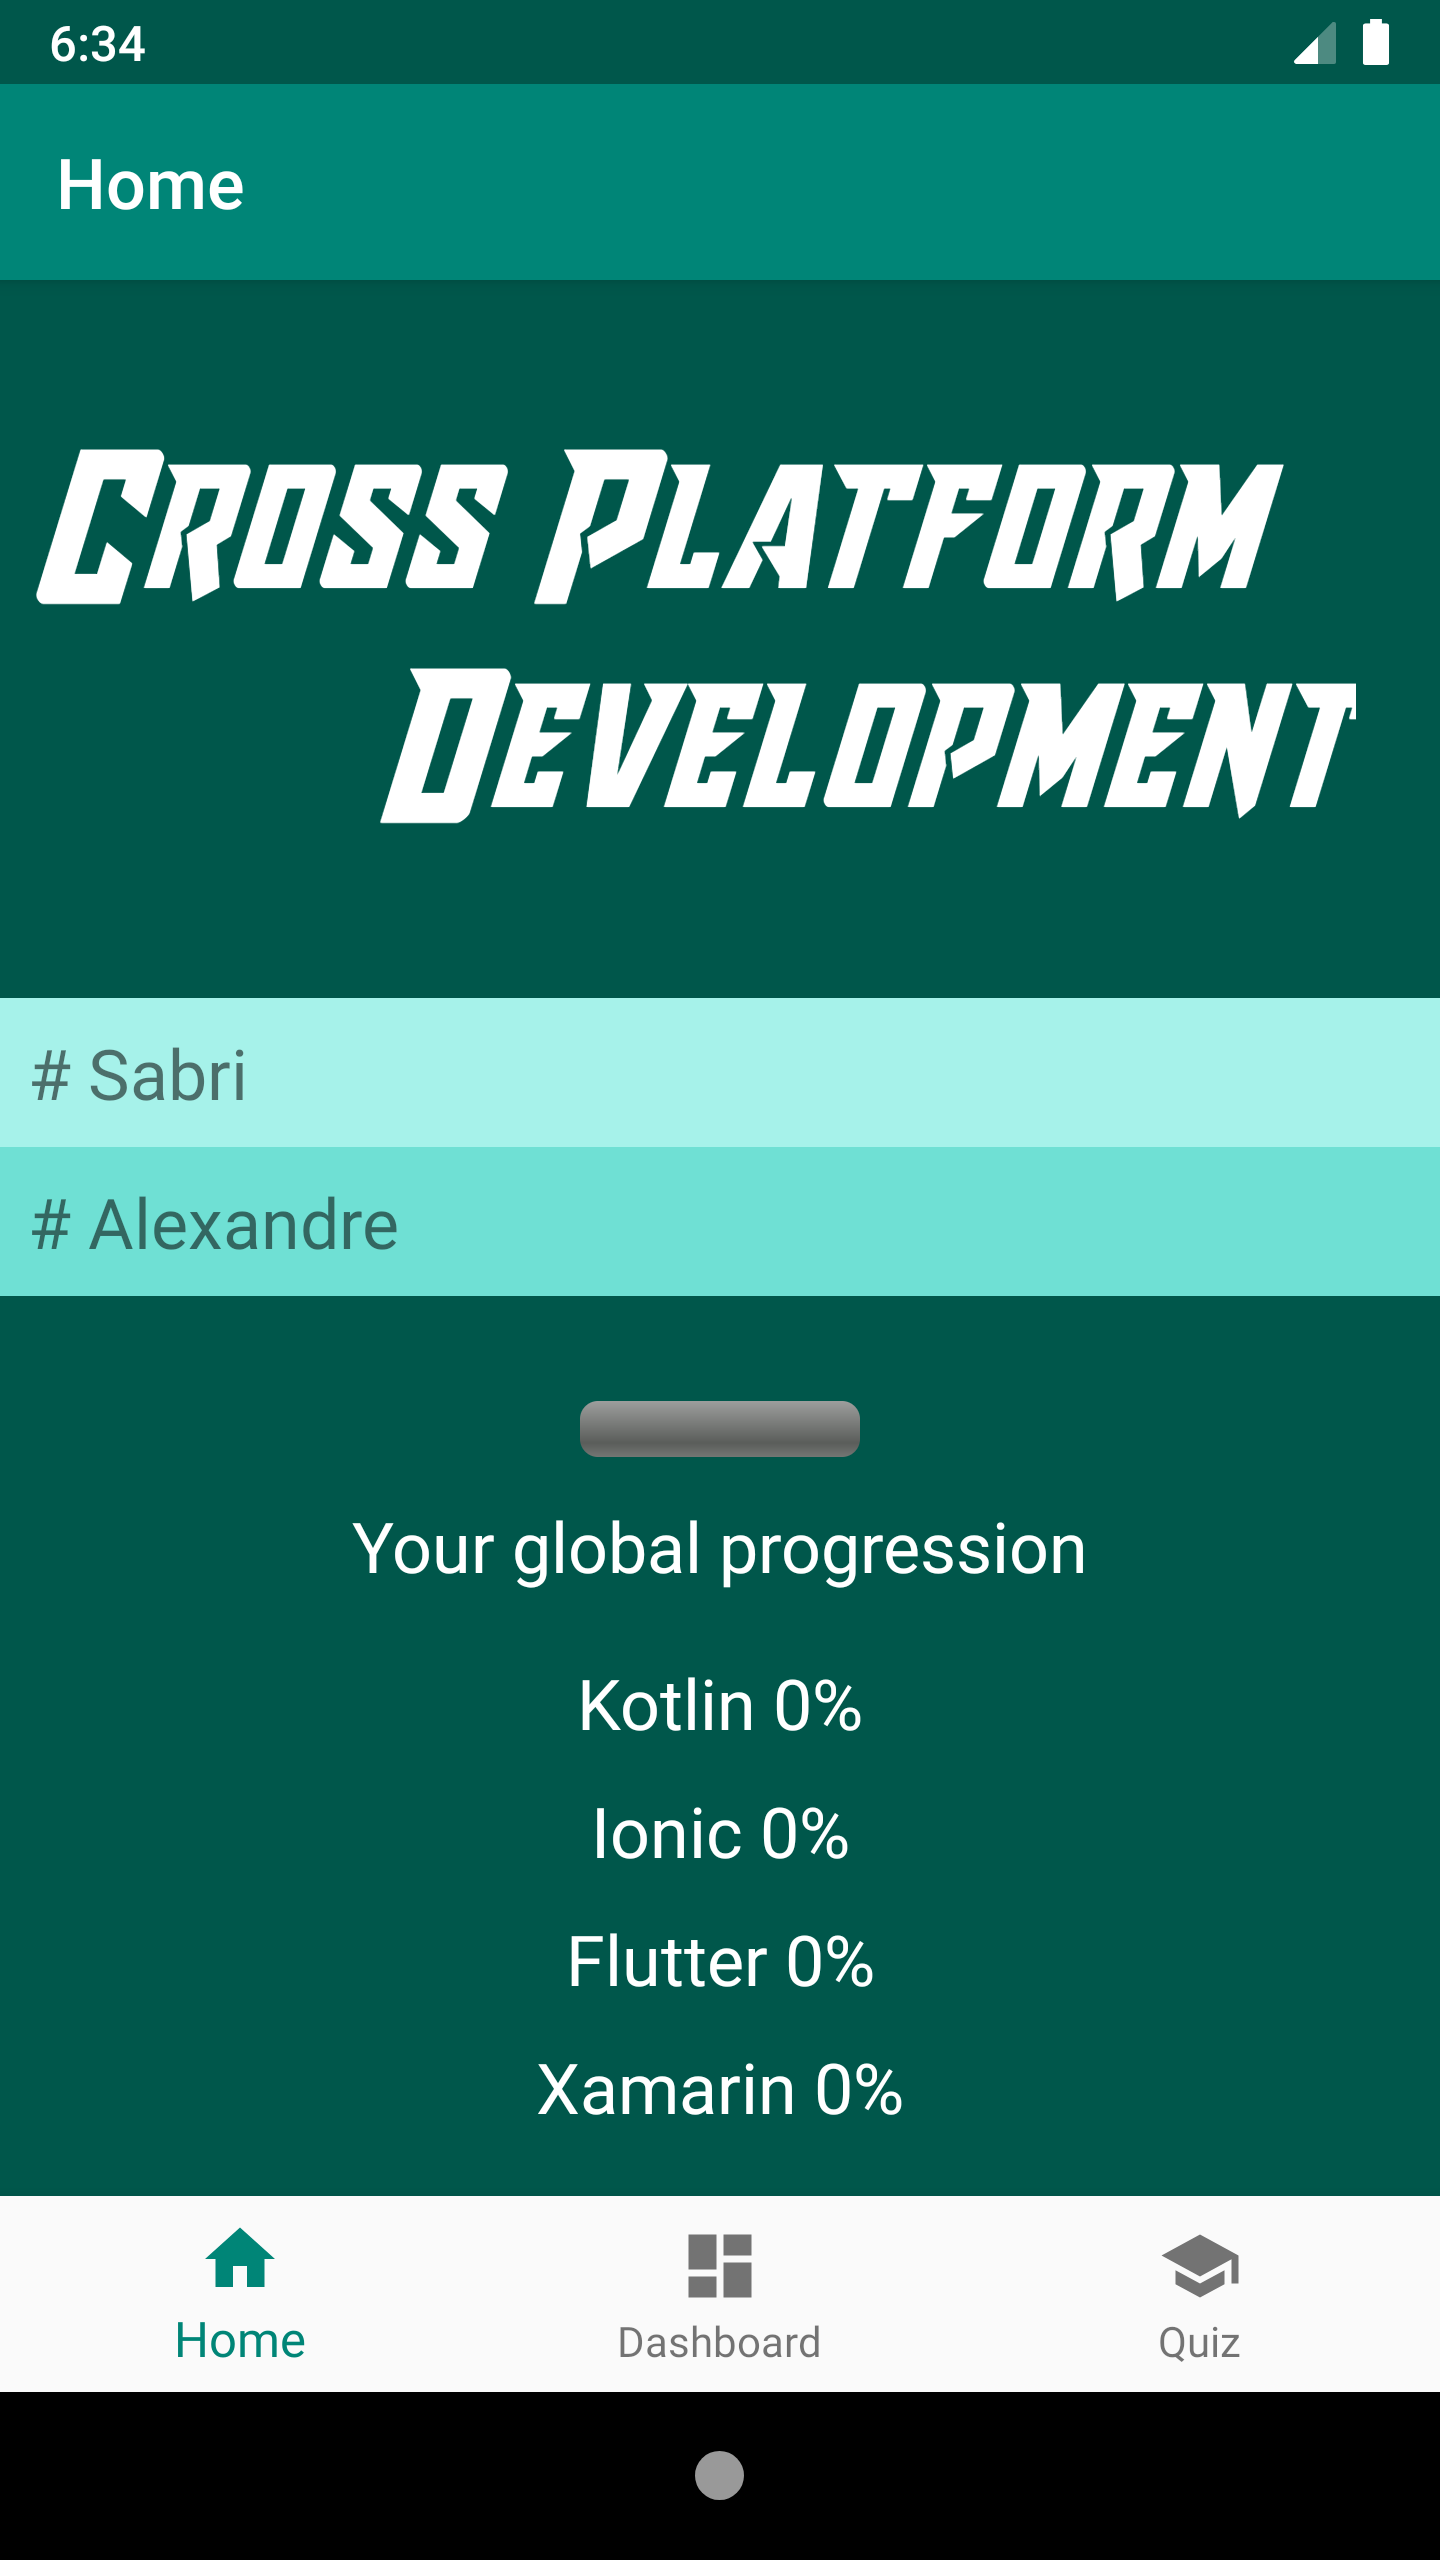 6:34
Home
Cross Platform
Development
# Sabri
# Alexandre
Your global progression
Kotlin 0%
Ionic 0%
Flutter 0%
Xamarin 0%
Home
Dashboard
Quiz